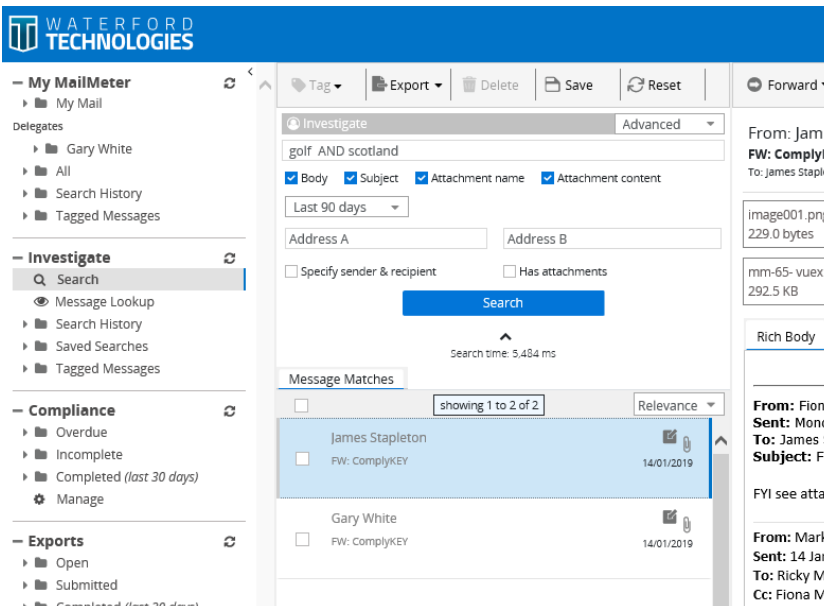 WATERFORD
TECHNOLOGIES
My MailMeter
My Mail
Delegates
Gary White
All
Search History
Tagged Messages
Investigate
Search
Message Lookup
Search History
Saved Searches
Tagged Messages
Compliance
Overdue
Incomplete
Completed (last 30 days)
Manage
Exports
Open
Submitted
Completed (last 30 days)
Tag Export Delete Save Reset
Investigate Advanced
golf AND scotland
Body Subject Attachment name Attachment content
Last 90 days
Address A Address B
Specify sender & recipient Has attachments
Search
Search time: 5,484 ms
Message Matches
showing 1 to 2 of 2 Relevance
James Stapleton
FW: ComplyKEY 14/01/2019
Gary White
FW: ComplyKEY 14/01/2019
Forward
From: Jam
FW: Comply
To: James Staple
image001.png
229.0 bytes
mm-65- vuex
292.5 KB
Rich Body
From: Fion
Sent: Mond
To: James
Subject: F
FYI see atta
From: Mark
Sent: 14 Jan
To: Ricky M
Cc: Fiona M